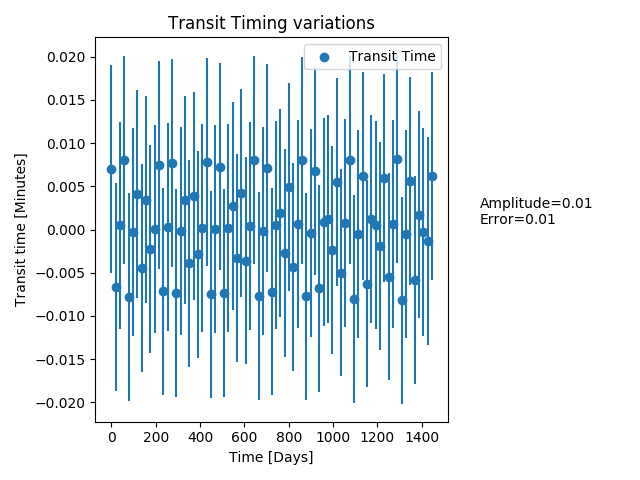 Transit Timing variations
Transit Time
0.020
0.015
0.010
0.005
0.000
−0.005
−0.010
−0.015
−0.020
Transit time [Minutes]
0 200 400 600 800 1000 1200 1400
Time [Days]
Amplitude=0.01
Error=0.01